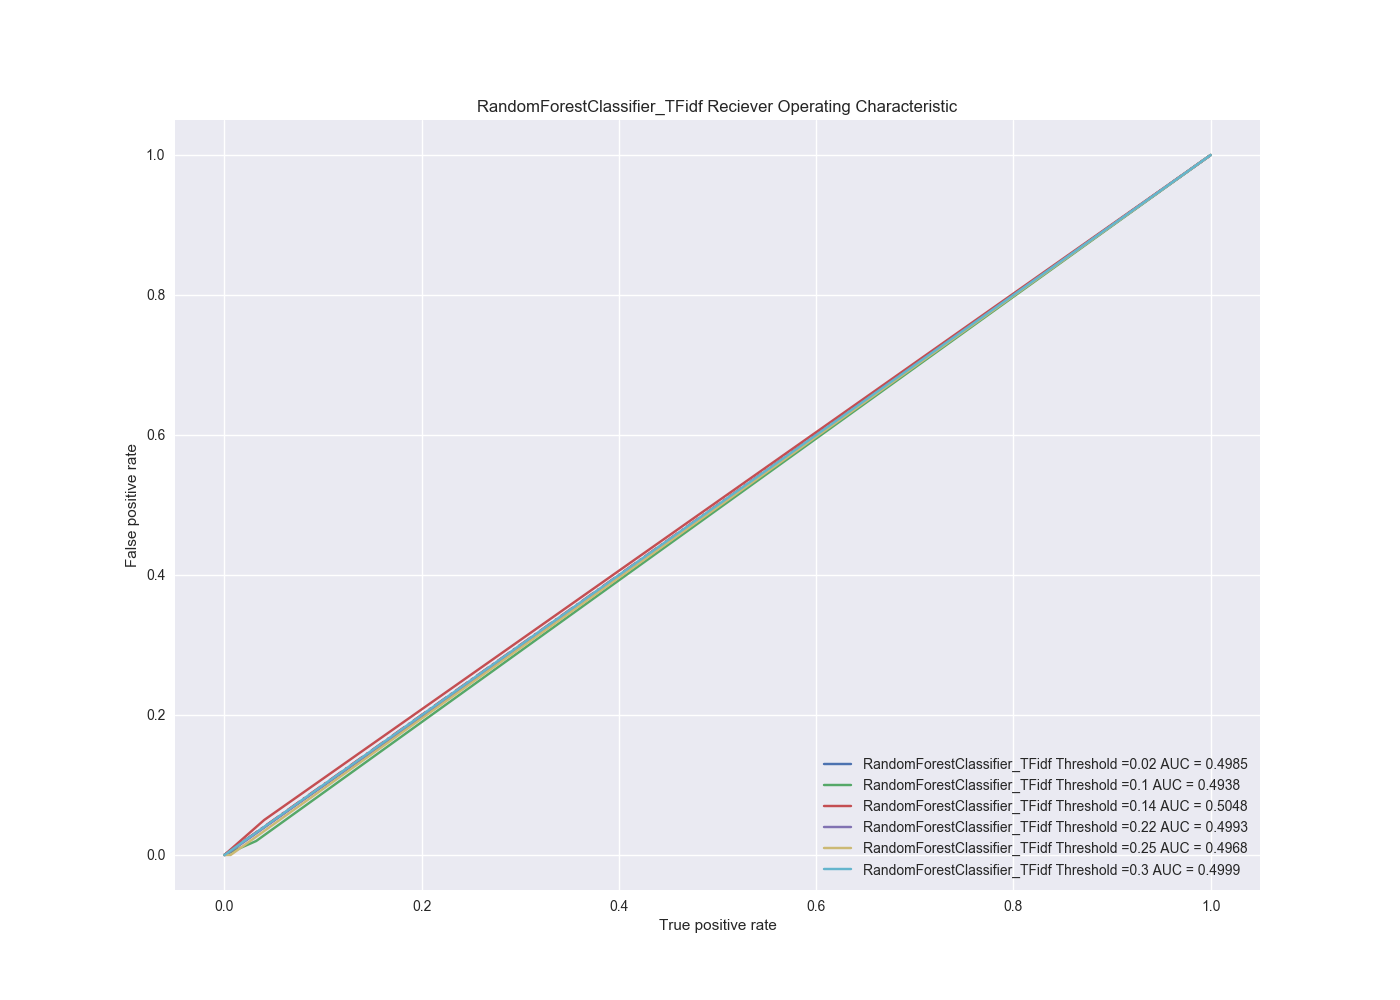 RandomForestClassifier_TFidf Reciever Operating Characteristic
1.0
0.8
0.6
0.4
0.2
0.0
False positive rate
RandomForestClassifier_TFidf Threshold =0.02 AUC = 0.4985
RandomForestClassifier_TFidf Threshold =0.1 AUC = 0.4938
RandomForestClassifier_TFidf Threshold =0.14 AUC = 0.5048
RandomForestClassifier_TFidf Threshold =0.22 AUC = 0.4993
RandomForestClassifier_TFidf Threshold =0.25 AUC = 0.4968
RandomForestClassifier_TFidf Threshold =0.3 AUC = 0.4999
0.0 0.2 0.4 0.6 0.8 1.0
True positive rate